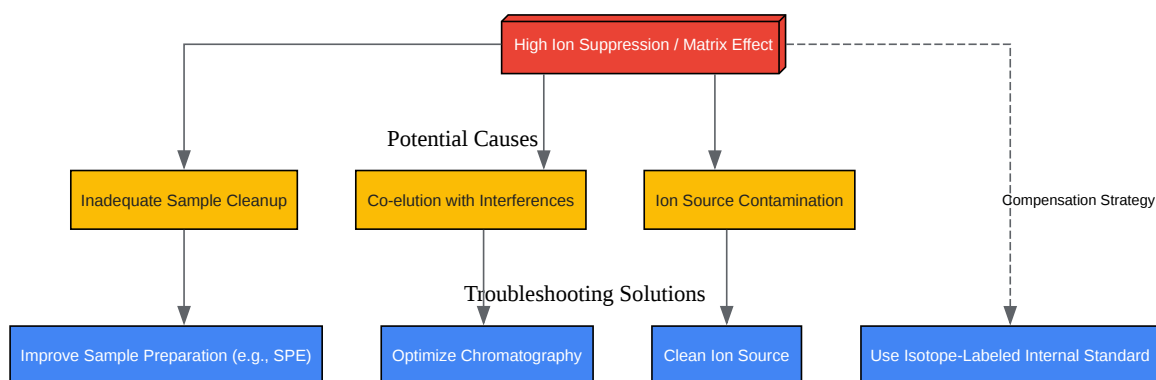 High Ion Suppression / Matrix Effect
Potential Causes
Inadequate Sample Cleanup
Co-elution with Interferences
Ion Source Contamination
Compensation Strategy
Troubleshooting Solutions
Improve Sample Preparation (e.g., SPE)
Optimize Chromatography
Clean Ion Source
Use Isotope-Labeled Internal Standard